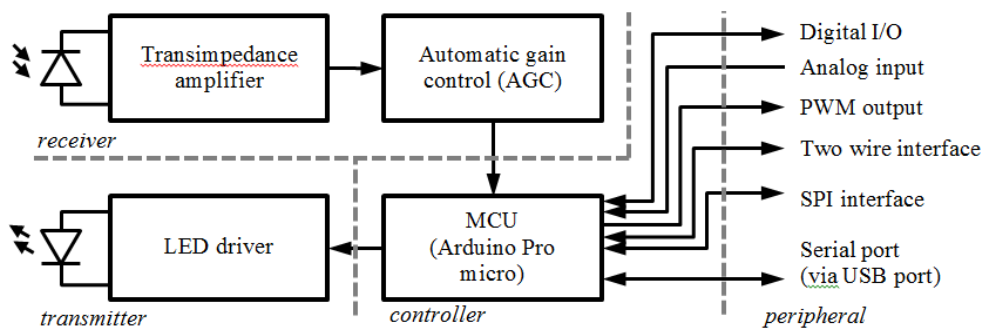 Transimpedance
amplifier
Automatic gain
control (AGC)
receiver
LED driver
transmitter
MCU
(Arduino Pro
micro)
controller
Digital I/O
Analog input
PWM output
Two wire interface
SPI interface
Serial port
(via USB port)
peripheral